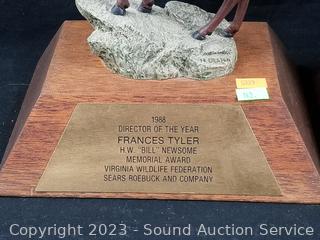 1988
DIRECTOR OF THE YEAR
FRANCES TYLER
H.W. "BILL" NEWSOME
MEMORIAL AWARD
VIRGINIA WILDLIFE FEDERATION
SEARS ROEBUCK AND COMPANY
Copyright 2023 - Sound Auction Service